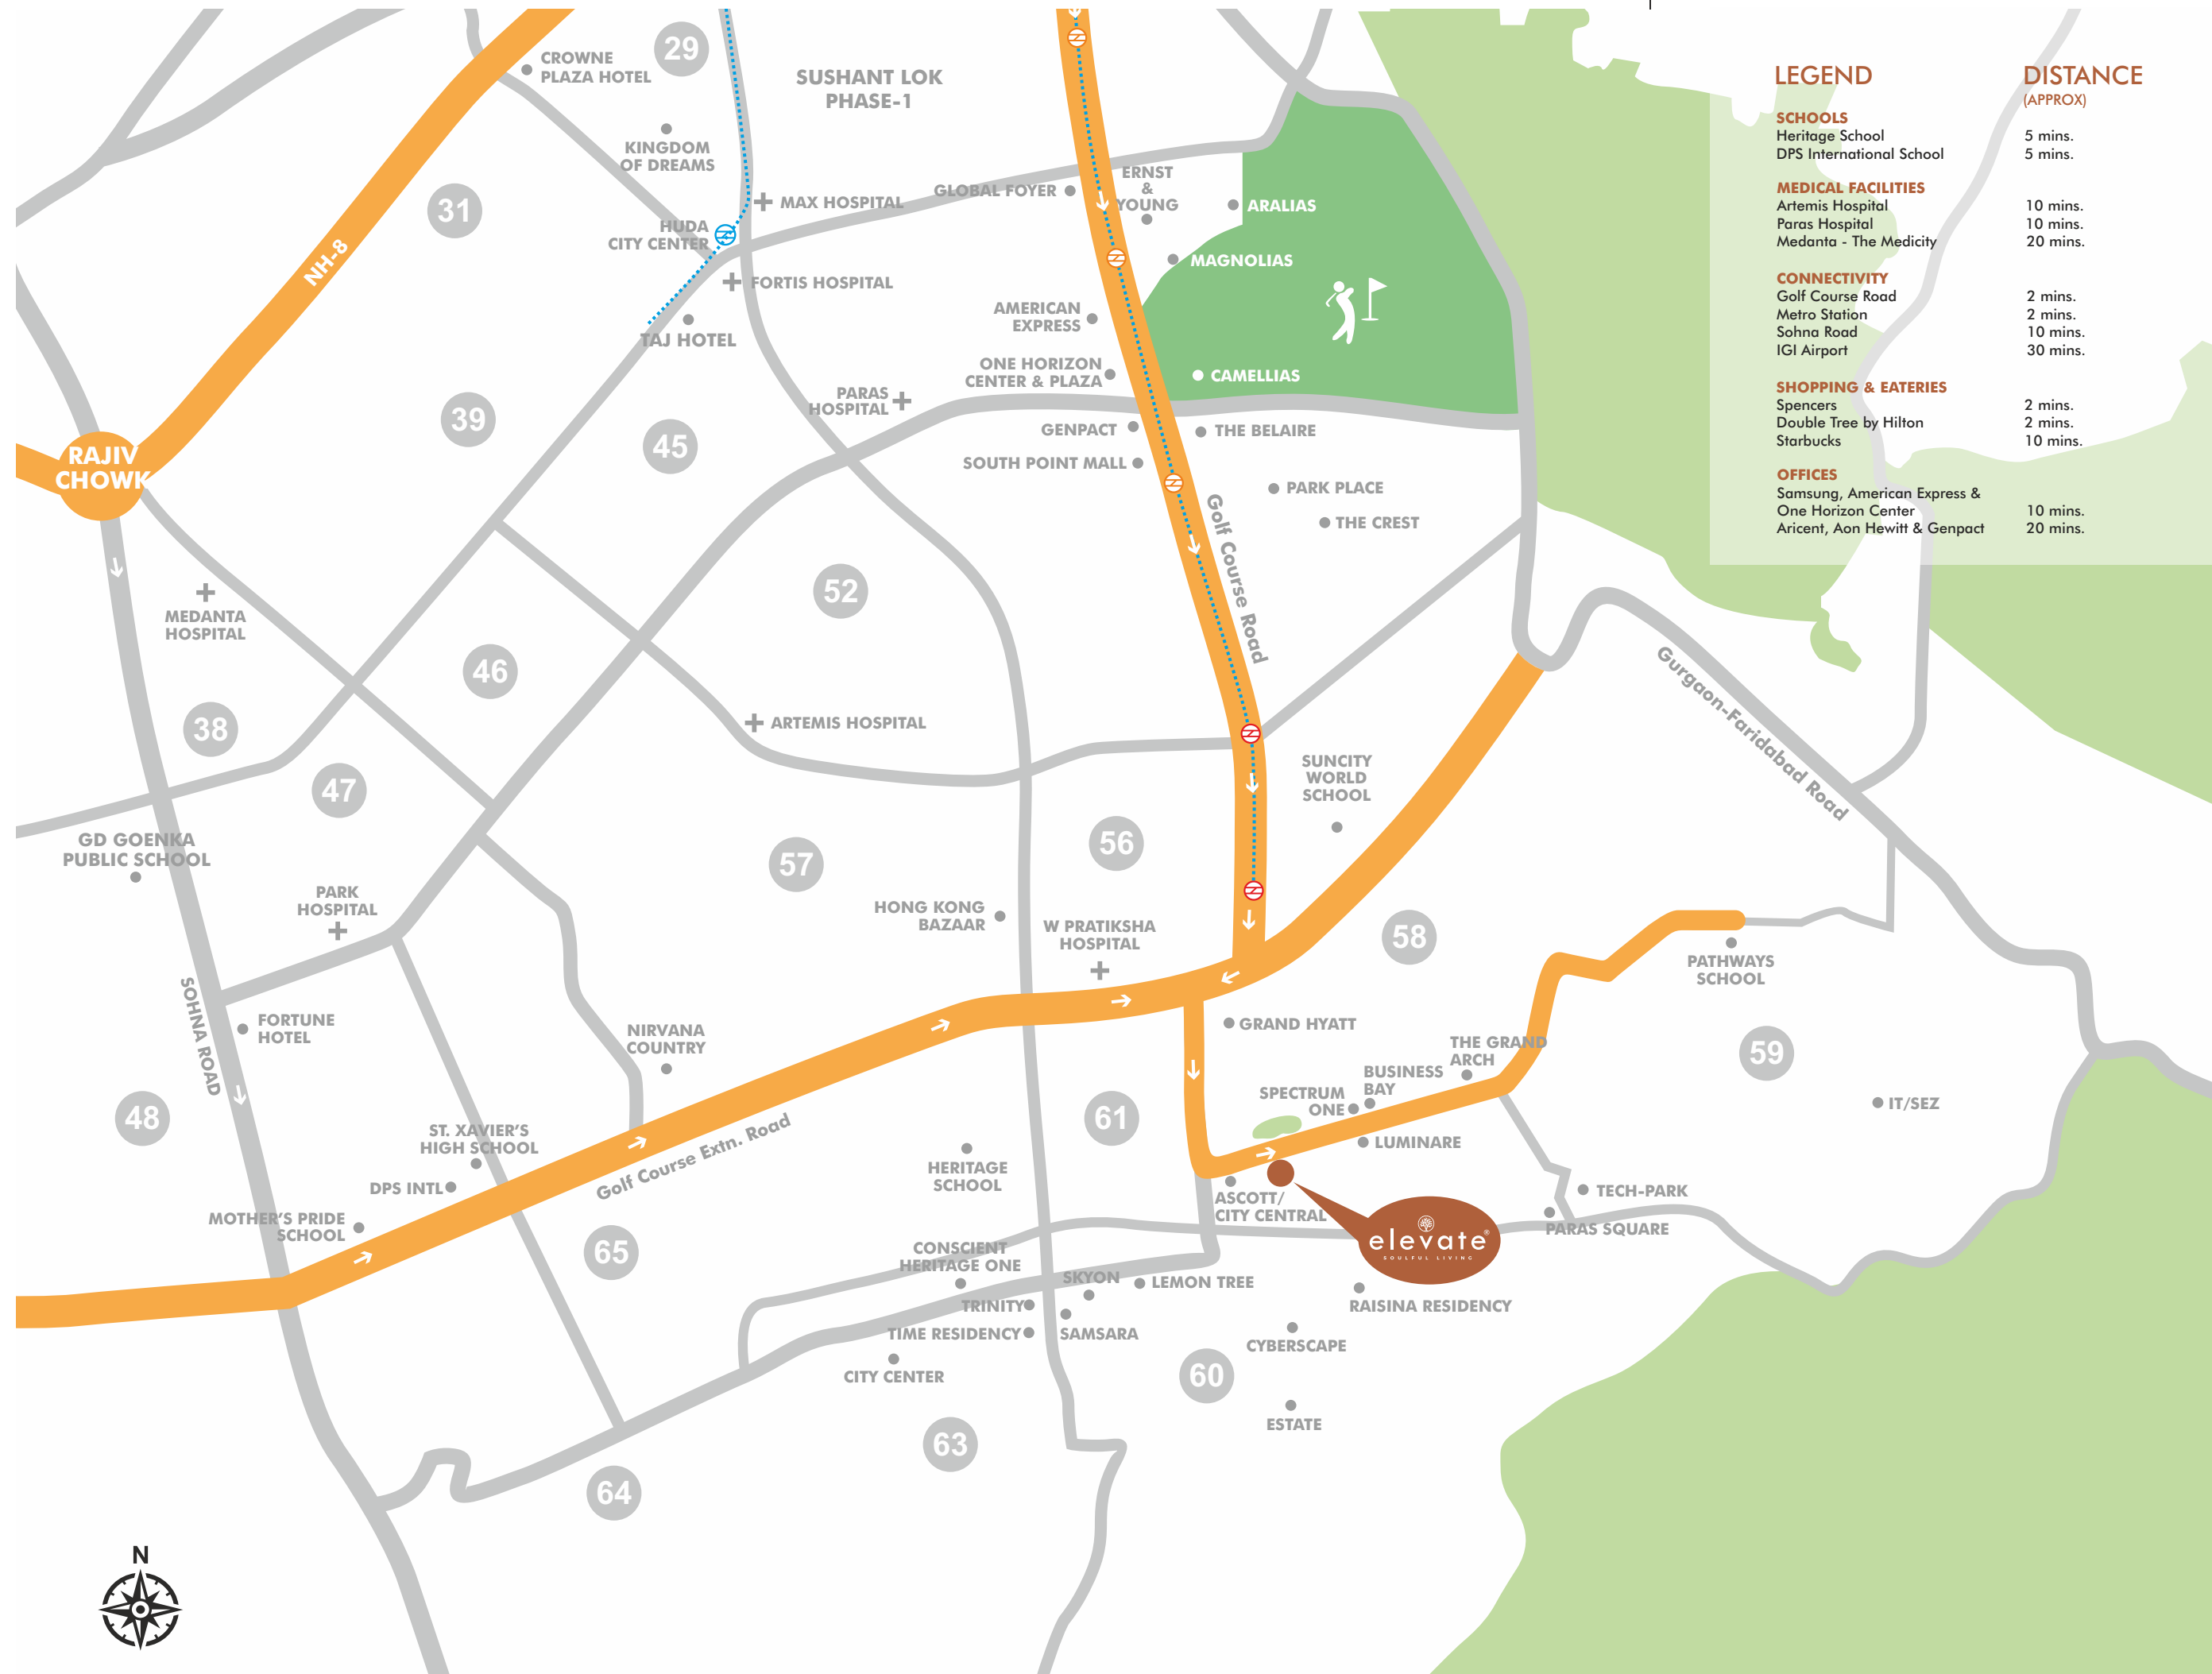 29
CROWNE
PLAZA HOTEL
SUSHANT LOK
PHASE-1
KINGDOM
OF DREAMS
31
NH-8
MAX HOSPITAL
GLOBAL FOYER
ERNST
&
YOUNG
ARALIAS
HUDA
CITY CENTER
MAGNOLIAS
FORTIS HOSPITAL
TAJ HOTEL
AMERICAN
EXPRESS
ONE HORIZON
CENTER & PLAZA
CAMELLIAS
PARAS
HOSPITAL
39
45
GENPACT
THE BELAIRE
SOUTH POINT MALL
PARK PLACE
THE CREST
RAJIV
CHOWK
Golf Course Road
52
MEDANTA
HOSPITAL
46
38
ARTEMIS HOSPITAL
47
SUNCITY
WORLD
SCHOOL
Gurgaon-Faridabad Road
GD GOENKA
PUBLIC SCHOOL
57
56
PARK
HOSPITAL
HONG KONG
BAZAAR
W PRATIKSHA
HOSPITAL
58
PATHWAYS
SCHOOL
SOHNA ROAD
FORTUNE
HOTEL
NIRVANA
COUNTRY
GRAND HYATT
THE GRAND
ARCH
59
BUSINESS
BAY
SPECTRUM
ONE
IT/SEZ
48
61
ST. XAVIER'S
HIGH SCHOOL
Golf Course Extn. Road
LUMINARE
HERITAGE
SCHOOL
DPS INTL
ASCOTT/
CITY CENTRAL
TECH-PARK
MOTHER'S PRIDE
SCHOOL
PARAS SQUARE
elevate®
SOULFUL LIVING
65
CONSCIENT
HERITAGE ONE
SKYON
LEMON TREE
TRINITY
RAISINA RESIDENCY
TIME RESIDENCY
SAMSARA
CYBERSCAPE
CITY CENTER
60
ESTATE
63
64
N
LEGEND DISTANCE
(APPROX)
SCHOOLS
Heritage School 5 mins.
DPS International School 5 mins.
MEDICAL FACILITIES
Artemis Hospital 10 mins.
Paras Hospital 10 mins.
Medanta - The Medicity 20 mins.
CONNECTIVITY
Golf Course Road 2 mins.
Metro Station 2 mins.
Sohna Road 10 mins.
IGI Airport 30 mins.
SHOPPING & EATERIES
Spencers 2 mins.
Double Tree by Hilton 2 mins.
Starbucks 10 mins.
OFFICES
Samsung, American Express &
One Horizon Center 10 mins.
Aricent, Aon Hewitt & Genpact 20 mins.